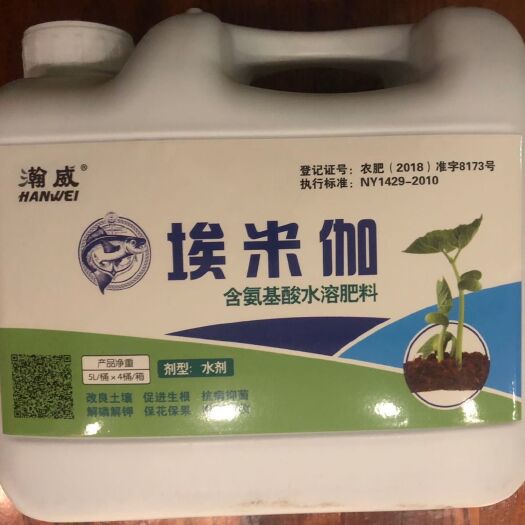 瀚威®
HANWEI
登记证号：农肥（2018）准字8173号
执行标准：NY1429-2010
埃米伽
含氨基酸水溶肥料
产品净重
5L/桶×4桶/箱
剂型：水剂
改良土壤 促进生根 抗病抑菌
解磷解钾 保花保果